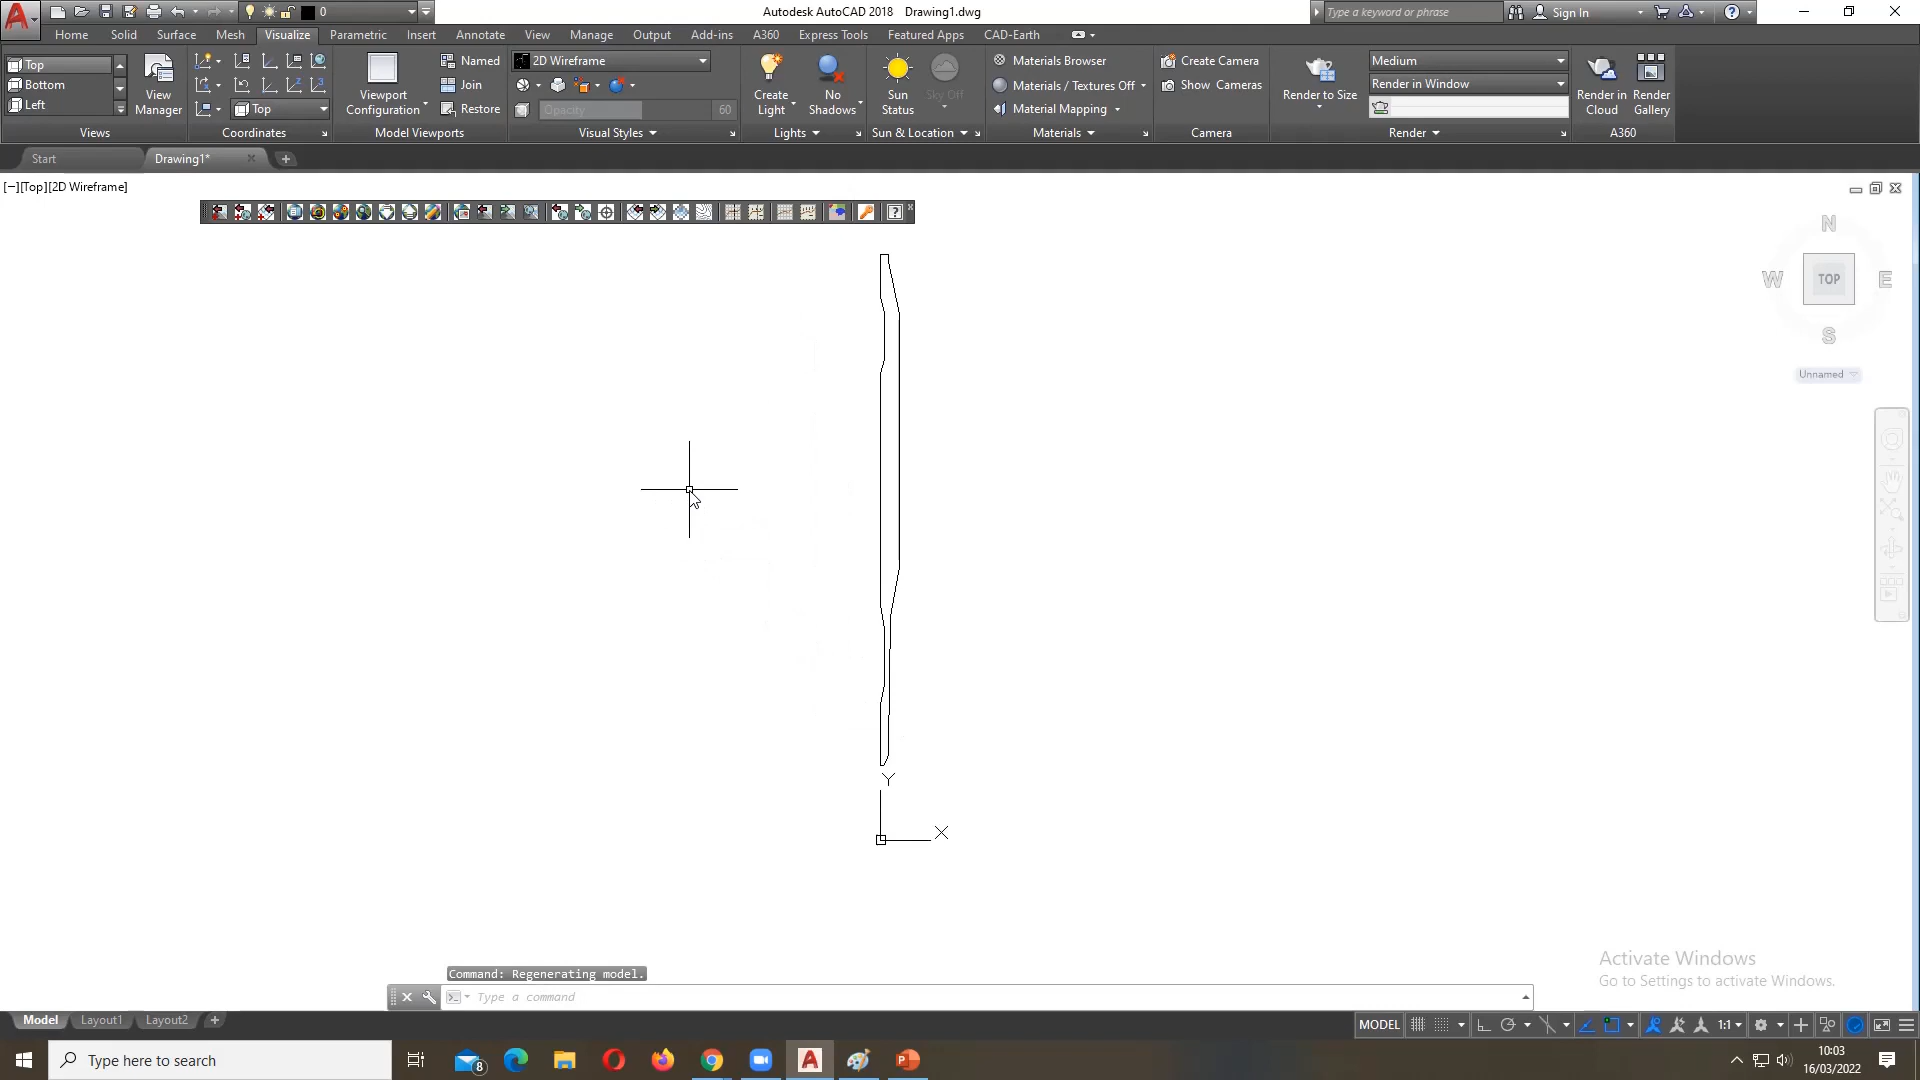 0
Autodesk AutoCAD 2018 Drawing1.dwg
Type a keyword or phrase
Sign In
Home Solid Surface Mesh Visualize Parametric Insert Annotate View Manage Output Add-ins A360 Express Tools Featured Apps CAD-Earth
Top
Bottom
Left
View
Manager
Views
Top
Coordinates
Viewport
Configuration
Named
Join
Restore
Model Viewports
2D Wireframe
Opacity 60
Visual Styles
Create
Light
No
Shadows
Lights
Sun
Status
Sky Off
Sun & Location
Materials Browser
Materials / Textures Off
Material Mapping
Materials
Create Camera
Show Cameras
Camera
Render to Size
Medium
Render in Window
Render
Render in
Cloud
Render
Gallery
A360
Start
Drawing1*
[−][Top][2D Wireframe]
N
W TOP E
S
Unnamed
Y
X
Activate Windows
Go to Settings to activate Windows.
Command: Regenerating model.
Type a command
Model Layout1 Layout2
MODEL 1:1
Type here to search
8
10:03
16/03/2022